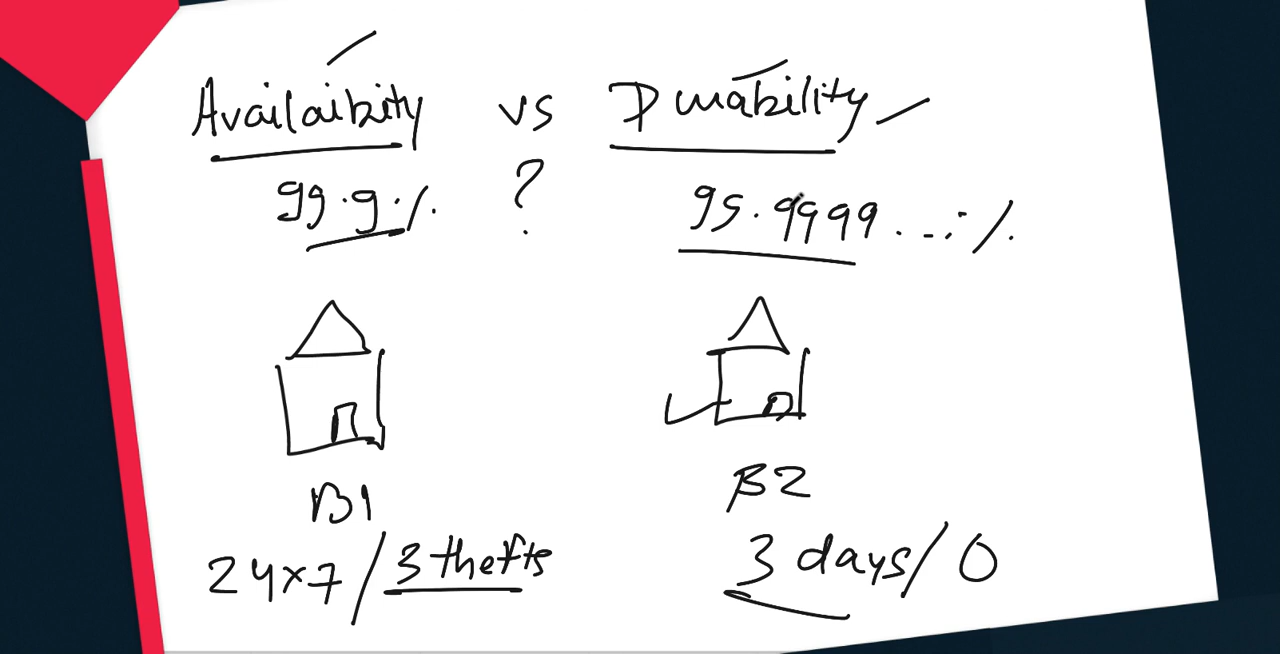 Availaibity vs Durability
99.9% ? 99.9999...%
B1 B2
24x7/3 thefts 3 days/0